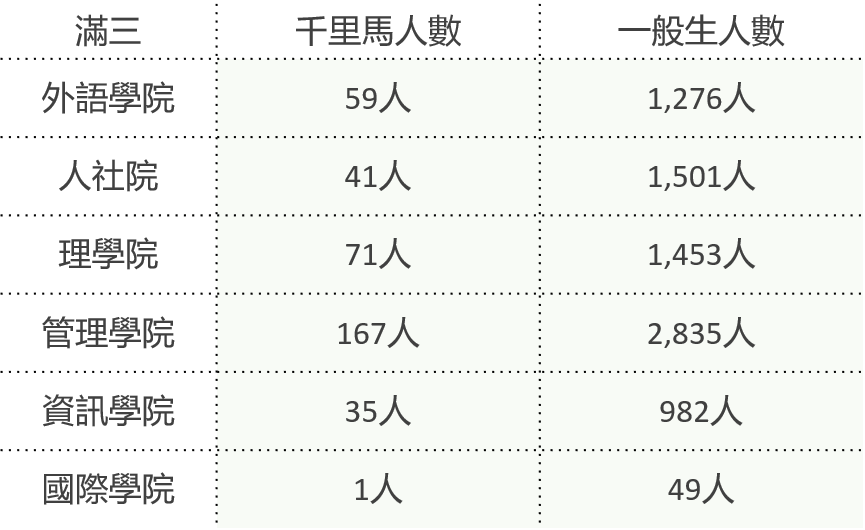 滿三 千里馬人數 一般生人數
外語學院 59人 1,276人
人社院 41人 1,501人
理學院 71人 1,453人
管理學院 167人 2,835人
資訊學院 35人 982人
國際學院 1人 49人